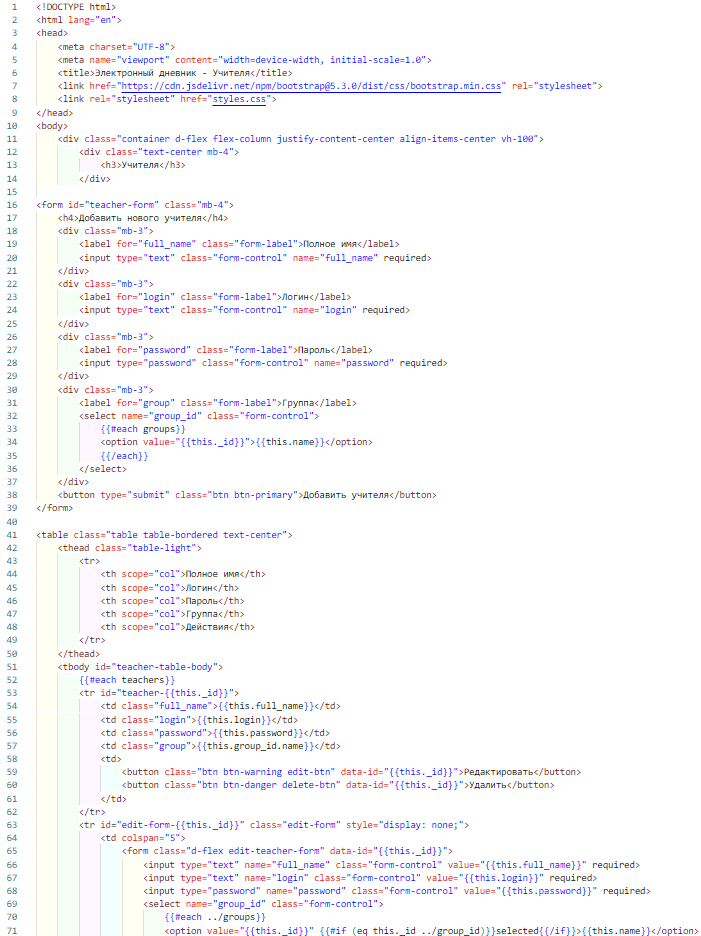 1 <!DOCTYPE html>
2 <html lang="en">
3 <head>
4     <meta charset="UTF-8">
5     <meta name="viewport" content="width=device-width, initial-scale=1.0">
6     <title>Электронный дневник - Учителя</title>
7     <link href="https://cdn.jsdelivr.net/npm/bootstrap@5.3.0/dist/css/bootstrap.min.css" rel="stylesheet">
8     <link rel="stylesheet" href="styles.css">
9 </head>
10 <body>
11     <div class="container d-flex flex-column justify-content-center align-items-center vh-100">
12         <div class="text-center mb-4">
13             <h3>Учителя</h3>
14         </div>
15
16 <form id="teacher-form" class="mb-4">
17     <h4>Добавить нового учителя</h4>
18     <div class="mb-3">
19         <label for="full_name" class="form-label">Полное имя</label>
20         <input type="text" class="form-control" name="full_name" required>
21     </div>
22     <div class="mb-3">
23         <label for="login" class="form-label">Логин</label>
24         <input type="text" class="form-control" name="login" required>
25     </div>
26     <div class="mb-3">
27         <label for="password" class="form-label">Пароль</label>
28         <input type="password" class="form-control" name="password" required>
29     </div>
30     <div class="mb-3">
31         <label for="group" class="form-label">Группа</label>
32         <select name="group_id" class="form-control">
33             {{#each groups}}
34             <option value="{{this._id}}">{{this.name}}</option>
35             {{/each}}
36         </select>
37     </div>
38     <button type="submit" class="btn btn-primary">Добавить учителя</button>
39 </form>
40
41 <table class="table table-bordered text-center">
42     <thead class="table-light">
43         <tr>
44             <th scope="col">Полное имя</th>
45             <th scope="col">Логин</th>
46             <th scope="col">Пароль</th>
47             <th scope="col">Группа</th>
48             <th scope="col">Действия</th>
49         </tr>
50     </thead>
51     <tbody id="teacher-table-body">
52         {{#each teachers}}
53         <tr id="teacher-{{this._id}}">
54             <td class="full_name">{{this.full_name}}</td>
55             <td class="login">{{this.login}}</td>
56             <td class="password">{{this.password}}</td>
57             <td class="group">{{this.group_id.name}}</td>
58             <td>
59                 <button class="btn btn-warning edit-btn" data-id="{{this._id}}">Редактировать</button>
60                 <button class="btn btn-danger delete-btn" data-id="{{this._id}}">Удалить</button>
61             </td>
62         </tr>
63         <tr id="edit-form-{{this._id}}" class="edit-form" style="display: none;">
64             <td colspan="5">
65                 <form class="d-flex edit-teacher-form" data-id="{{this._id}}">
66                     <input type="text" name="full_name" class="form-control" value="{{this.full_name}}" required>
67                     <input type="text" name="login" class="form-control" value="{{this.login}}" required>
68                     <input type="password" name="password" class="form-control" value="{{this.password}}" required>
69                     <select name="group_id" class="form-control">
70                         {{#each ../groups}}
71                         <option value="{{this._id}}" {{#if (eq this._id ../group_id)}}selected{{/if}}>{{this.name}}</option>